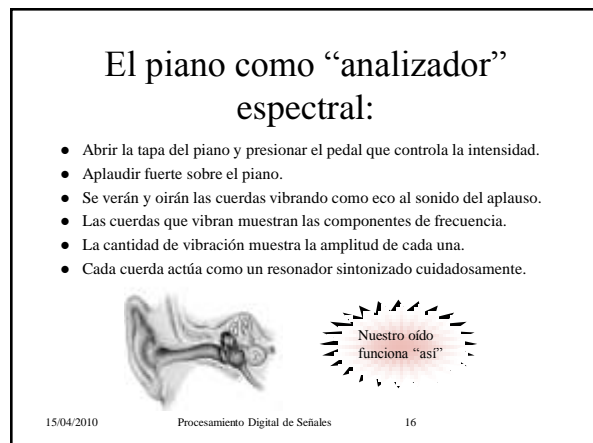 El piano como “analizador”
espectral:
● Abrir la tapa del piano y presionar el pedal que controla la intensidad.
● Aplaudir fuerte sobre el piano.
● Se verán y oirán las cuerdas vibrando como eco al sonido del aplauso.
● Las cuerdas que vibran muestran las componentes de frecuencia.
● La cantidad de vibración muestra la amplitud de cada una.
● Cada cuerda actúa como un resonador sintonizado cuidadosamente.
Nuestro oído
funciona “así”
15/04/2010 Procesamiento Digital de Señales 16